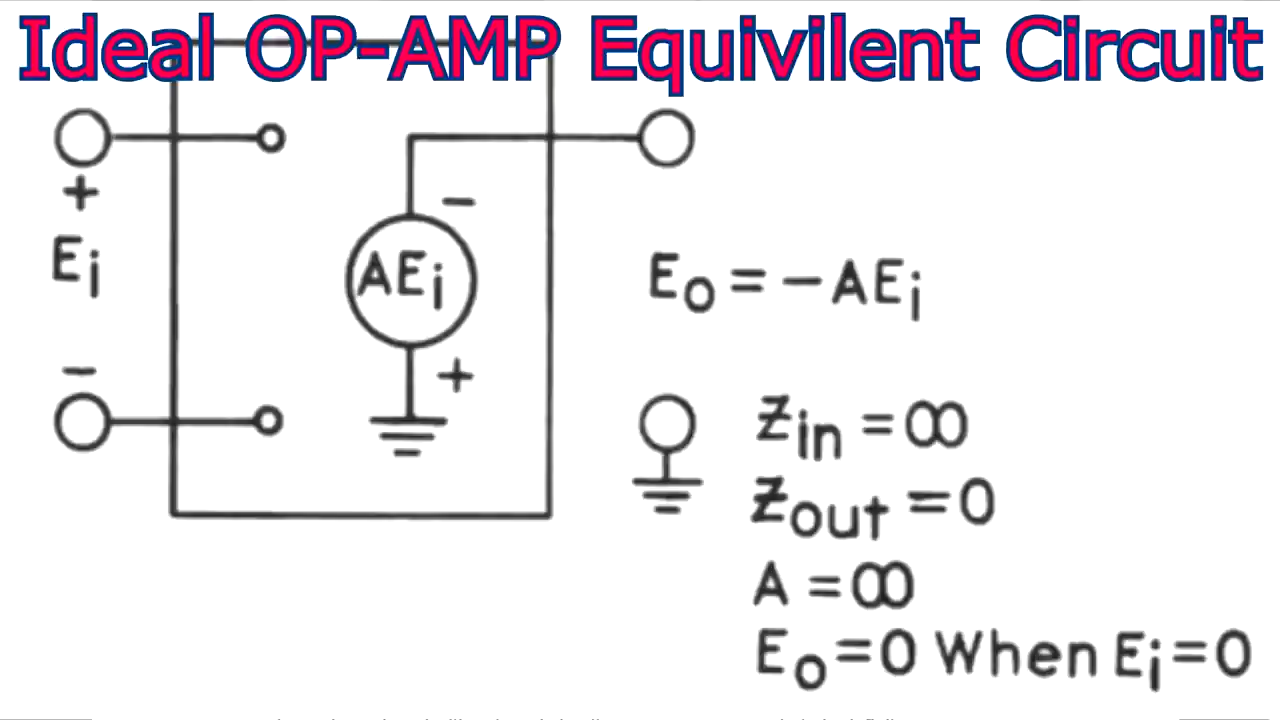 Ideal OP-AMP Equivilent Circuit
+
Ei
−
−
AEi
+
Eo = −AEi
Zin = ∞
Zout = 0
A = ∞
Eo = 0 When Ei = 0